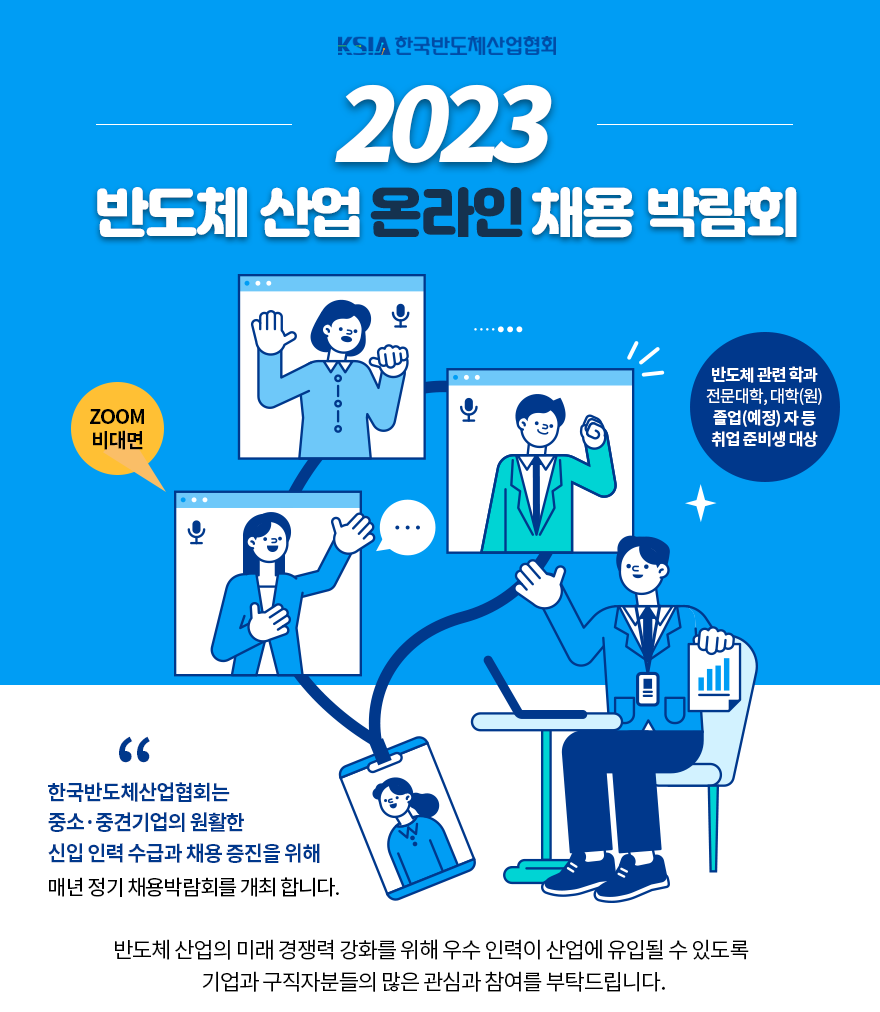 KSIA 한국반도체산업협회
2023
반도체 산업 온라인 채용 박람회
ZOOM
비대면
반도체 관련 학과
전문대학, 대학(원)
졸업(예정) 자 등
취업 준비생 대상
“
한국반도체산업협회는
중소·중견기업의 원활한
신입 인력 수급과 채용 증진을 위해
매년 정기 채용박람회를 개최 합니다.
반도체 산업의 미래 경쟁력 강화를 위해 우수 인력이 산업에 유입될 수 있도록
기업과 구직자분들의 많은 관심과 참여를 부탁드립니다.